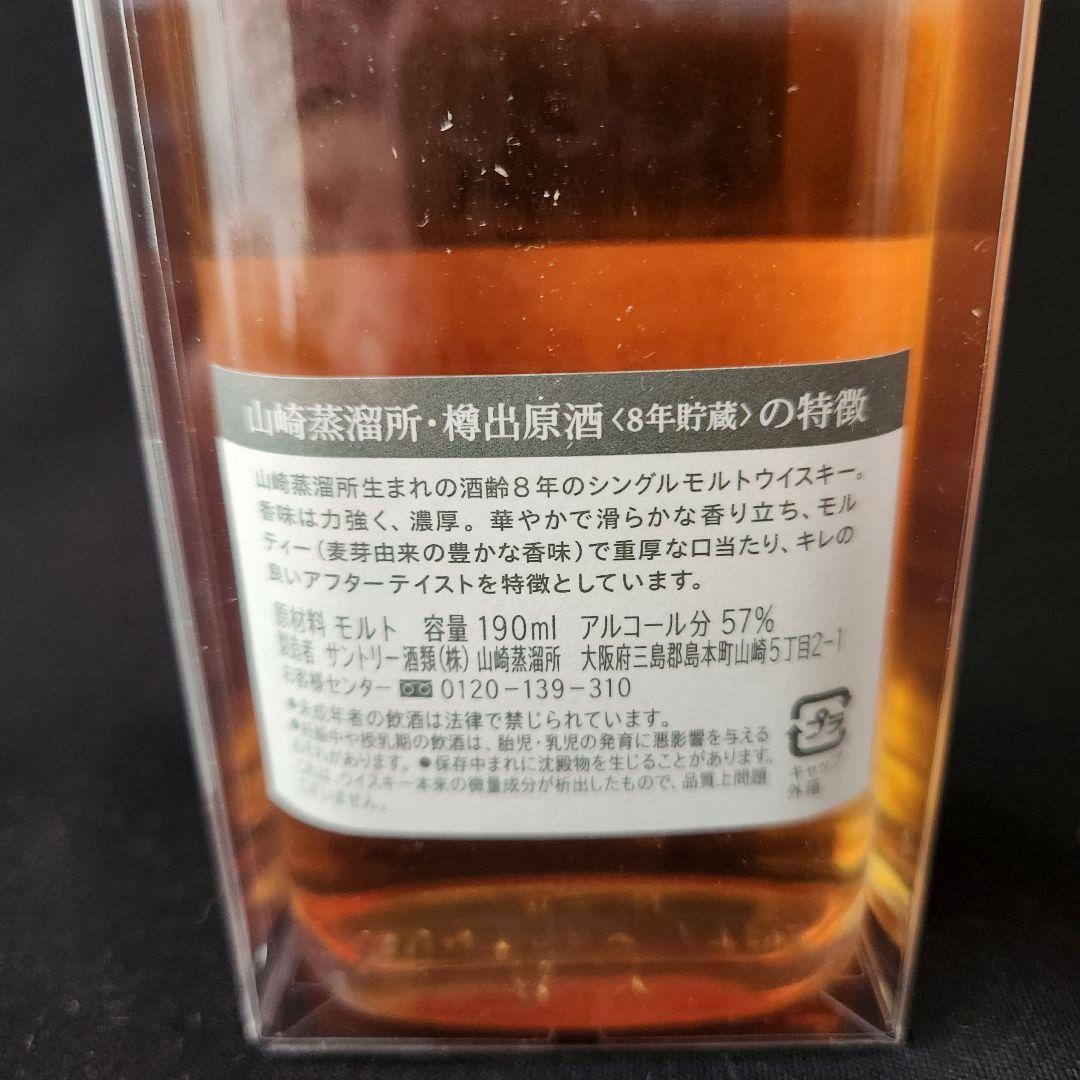 山崎蒸溜所・樽出原酒〈8年貯蔵〉の特徴
山崎蒸溜所生まれの酒齢8年のシングルモルトウイスキー。
香味は力強く、濃厚。華やかで滑らかな香り立ち、モル
ティー(麦芽由来の豊かな香味)で重厚な口当たり、キレの
良いアフターテイストを特徴としています。
原材料 モルト 容量 190ml アルコール分 57%
製造者 サントリー酒類(株) 山崎蒸溜所 大阪府三島郡島本町山崎5丁目2-1
お客様センター 0120-139-310
●未成年者の飲酒は法律で禁じられています。
●妊娠中や授乳期の飲酒は、胎児・乳児の発育に悪影響を与える
おそれがあります。●保存中まれに沈殿物を生じることがあります。
これは、ウイスキー本来の微量成分が析出したもので、品質上問題
ございません。
プラ
キャップ
外箱